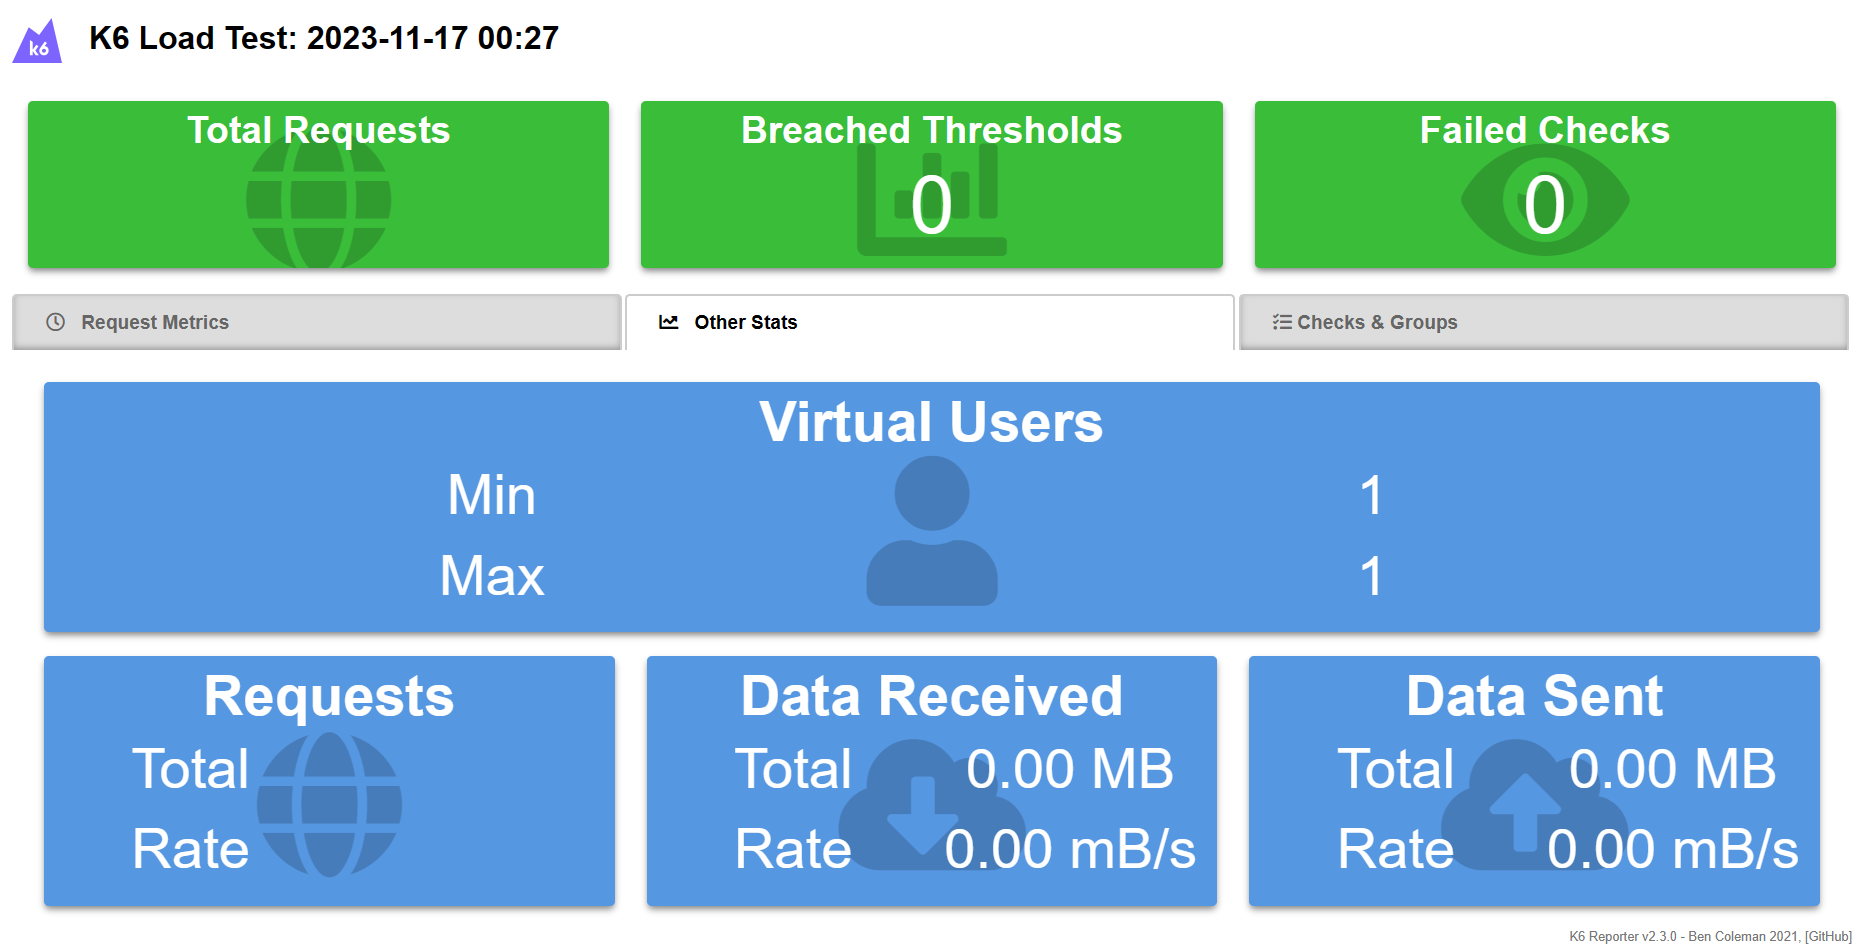 k6
K6 Load Test: 2023-11-17 00:27
Total Requests
Breached Thresholds
0
Failed Checks
0
Request Metrics
Other Stats
Checks & Groups
Virtual Users
Min 1
Max 1
Requests
Total
Rate
Data Received
Total 0.00 MB
Rate 0.00 mB/s
Data Sent
Total 0.00 MB
Rate 0.00 mB/s
K6 Reporter v2.3.0 - Ben Coleman 2021, [GitHub]